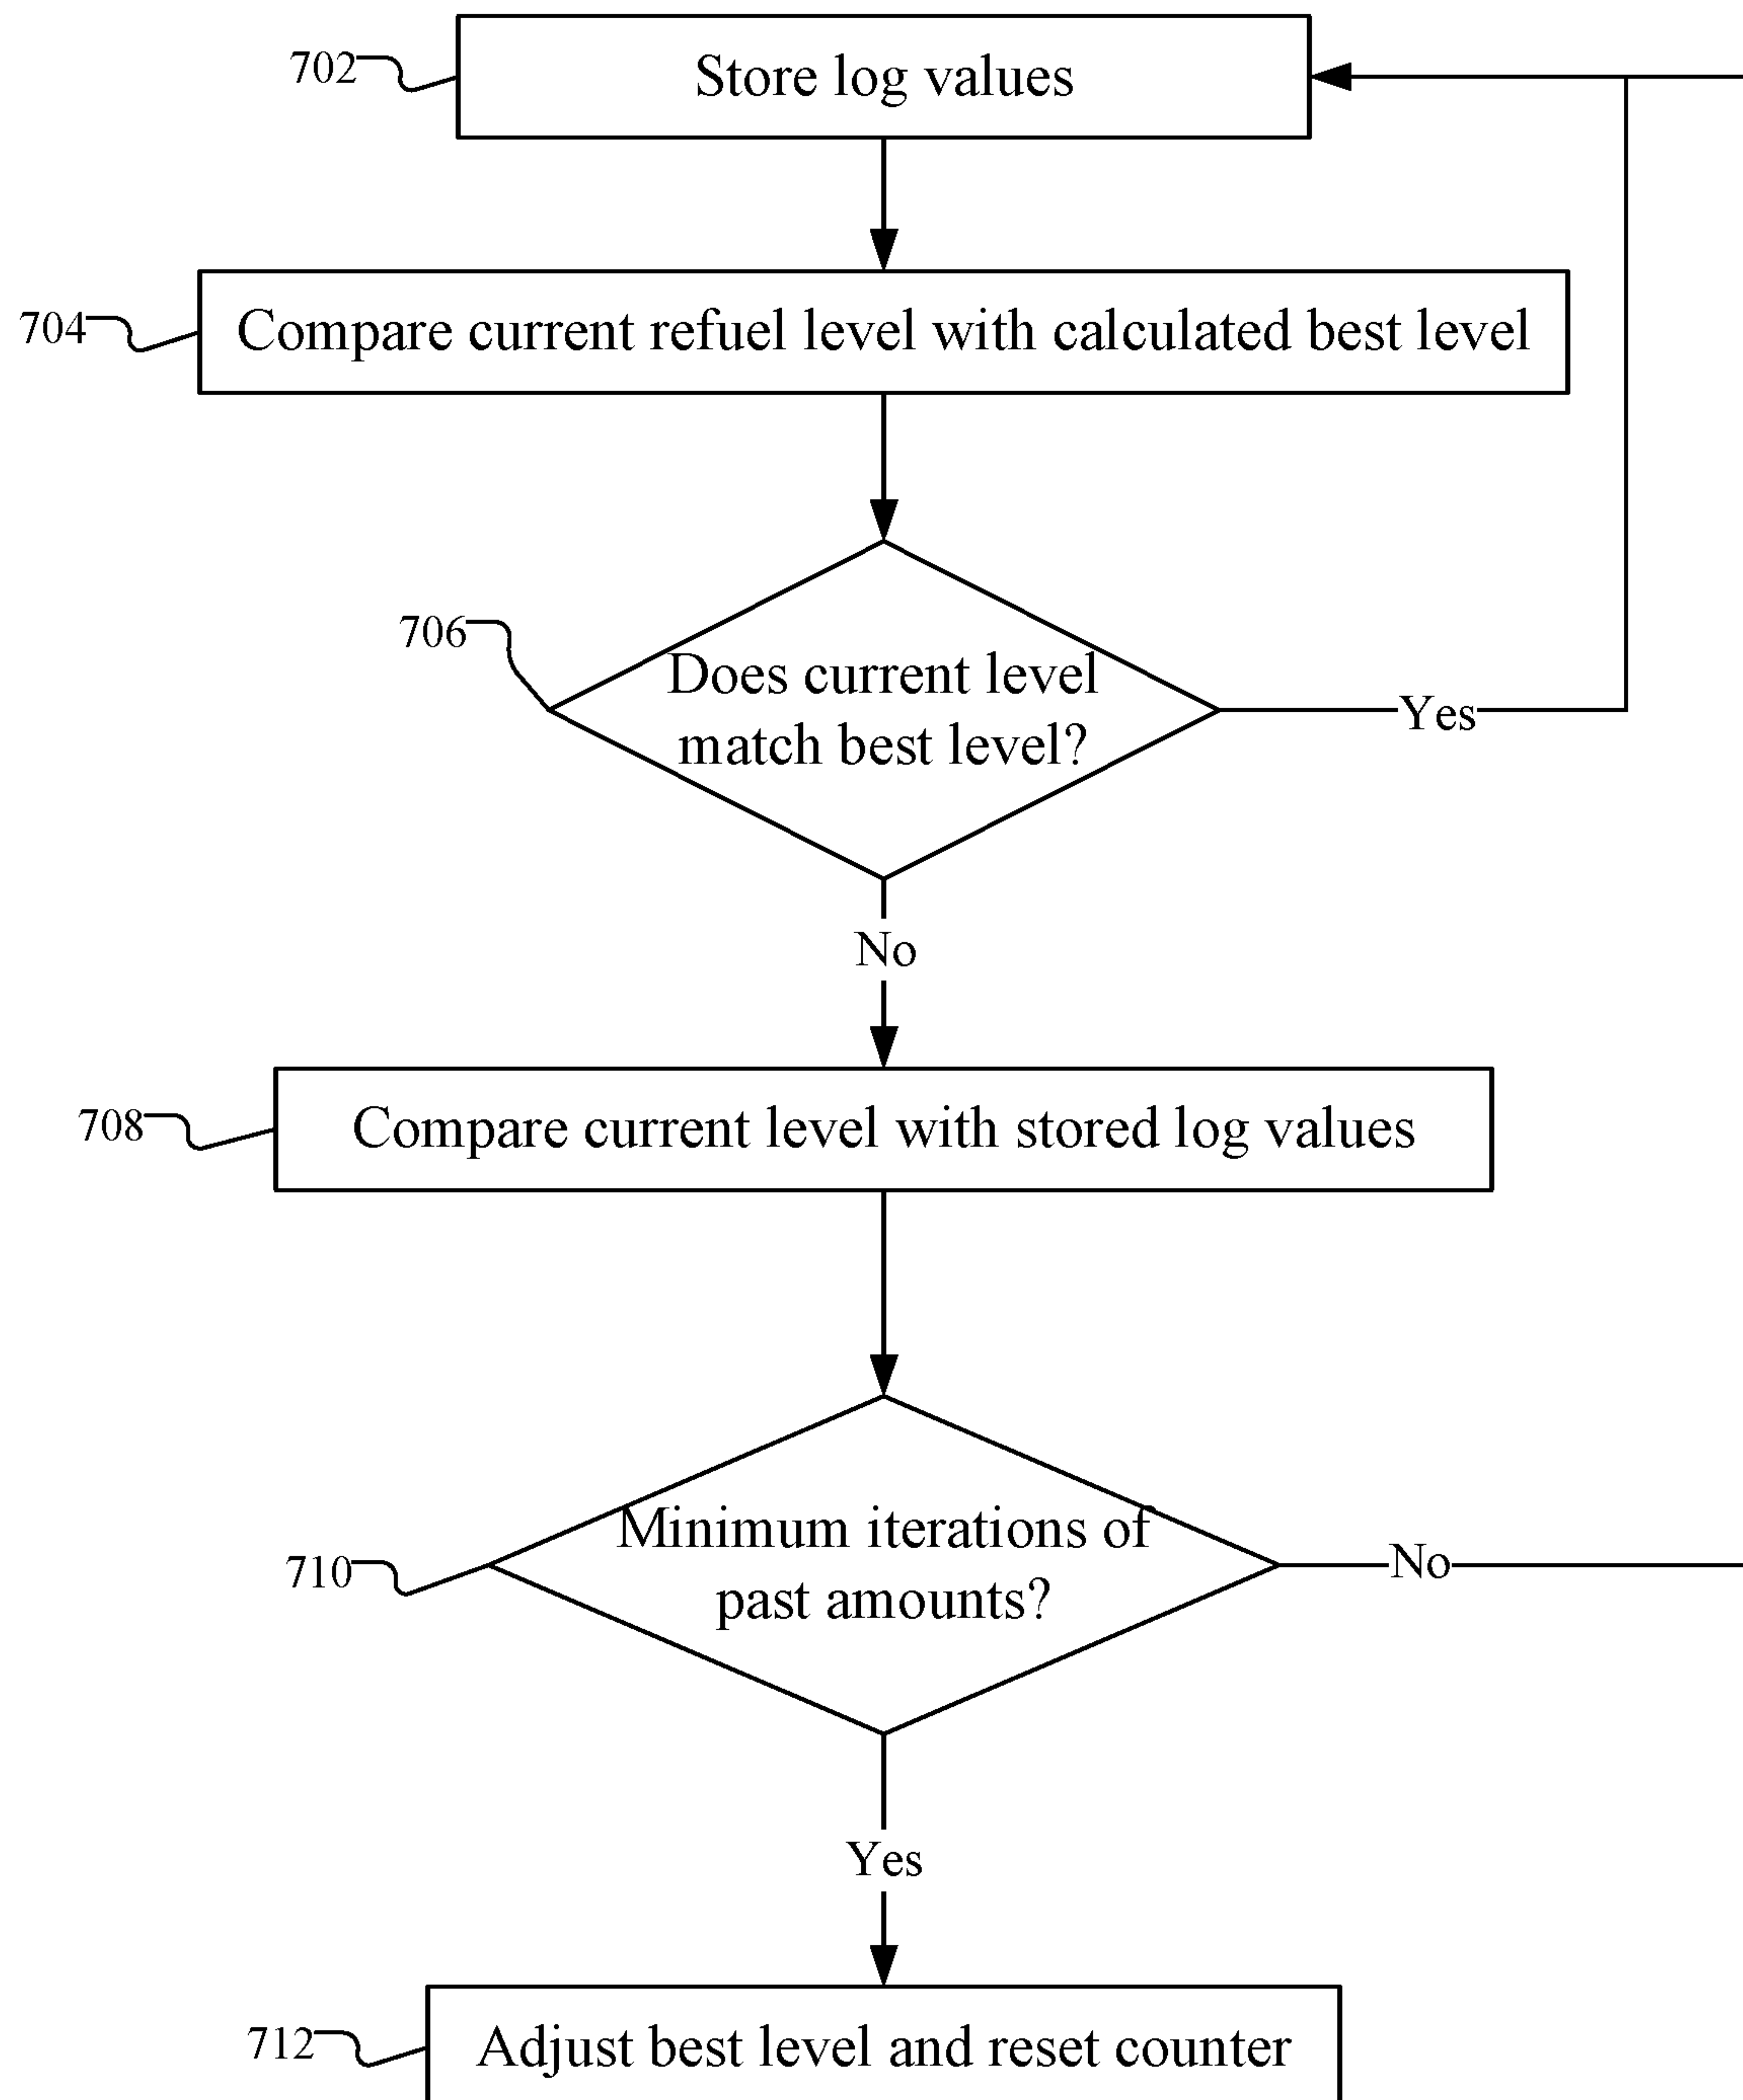 702
Store log values
704
Compare current refuel level with calculated best level
706
Does current level
match best level?
Yes
No
708
Compare current level with stored log values
710
Minimum iterations of
past amounts?
No
Yes
712
Adjust best level and reset counter